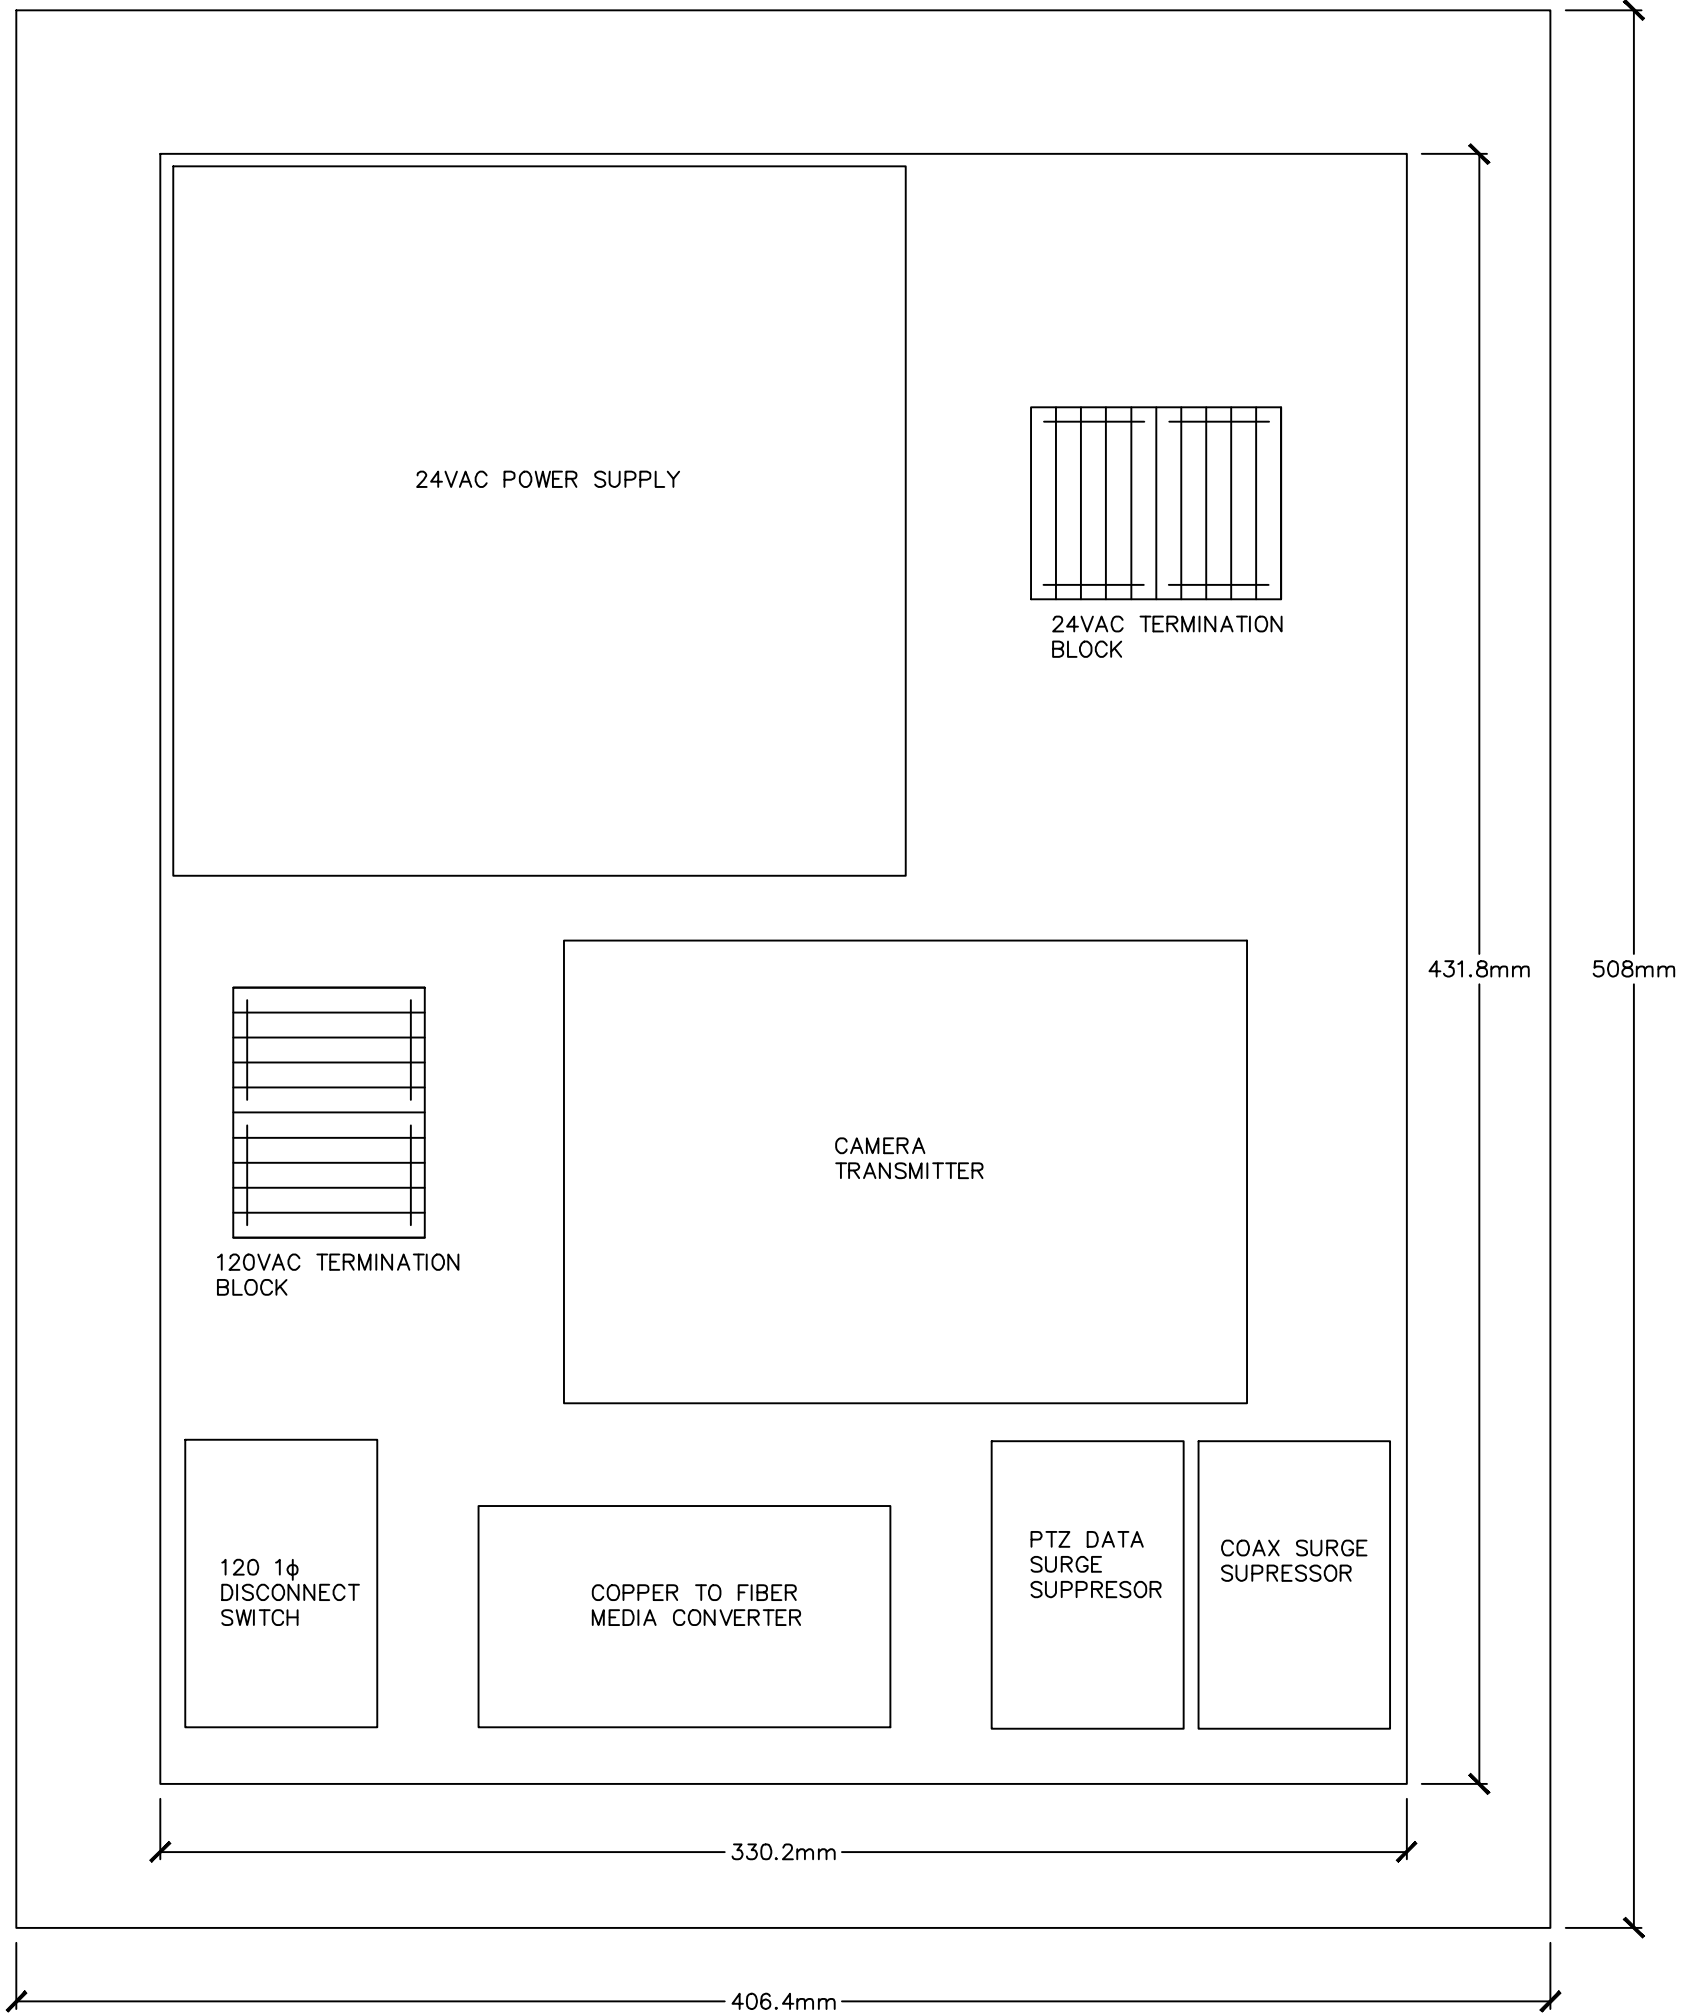 24VAC POWER SUPPLY
24VAC TERMINATION
BLOCK
431.8mm
508mm
CAMERA
TRANSMITTER
120VAC TERMINATION
BLOCK
120 1ϕ
DISCONNECT
SWITCH
COPPER TO FIBER
MEDIA CONVERTER
PTZ DATA
SURGE
SUPPRESOR
COAX SURGE
SUPRESSOR
330.2mm
406.4mm